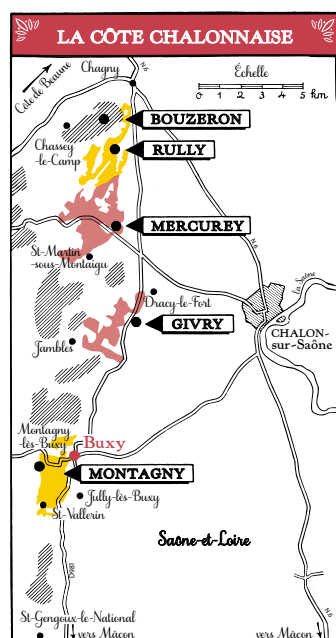 LA CÔTE CHALONNAISE
Côte de Beaune
Chagny
N.6
Échelle
0 1 2 3 4 5 km
BOUZERON
Chassey
-le-Camp
RULLY
MERCUREY
N.6
St-Martin
-sous-Montaigu
la Saône
Dracy-le-Fort
GIVRY
CHALON-
sur-Saône
Jambles
Montagny
-lès-Buxy
Buxy
MONTAGNY
Jully-lès-Buxy
St-Vallerin
Saône-et-Loire
D981
St-Gengoux-le-National
N.6
vers Mâcon
vers Mâcon